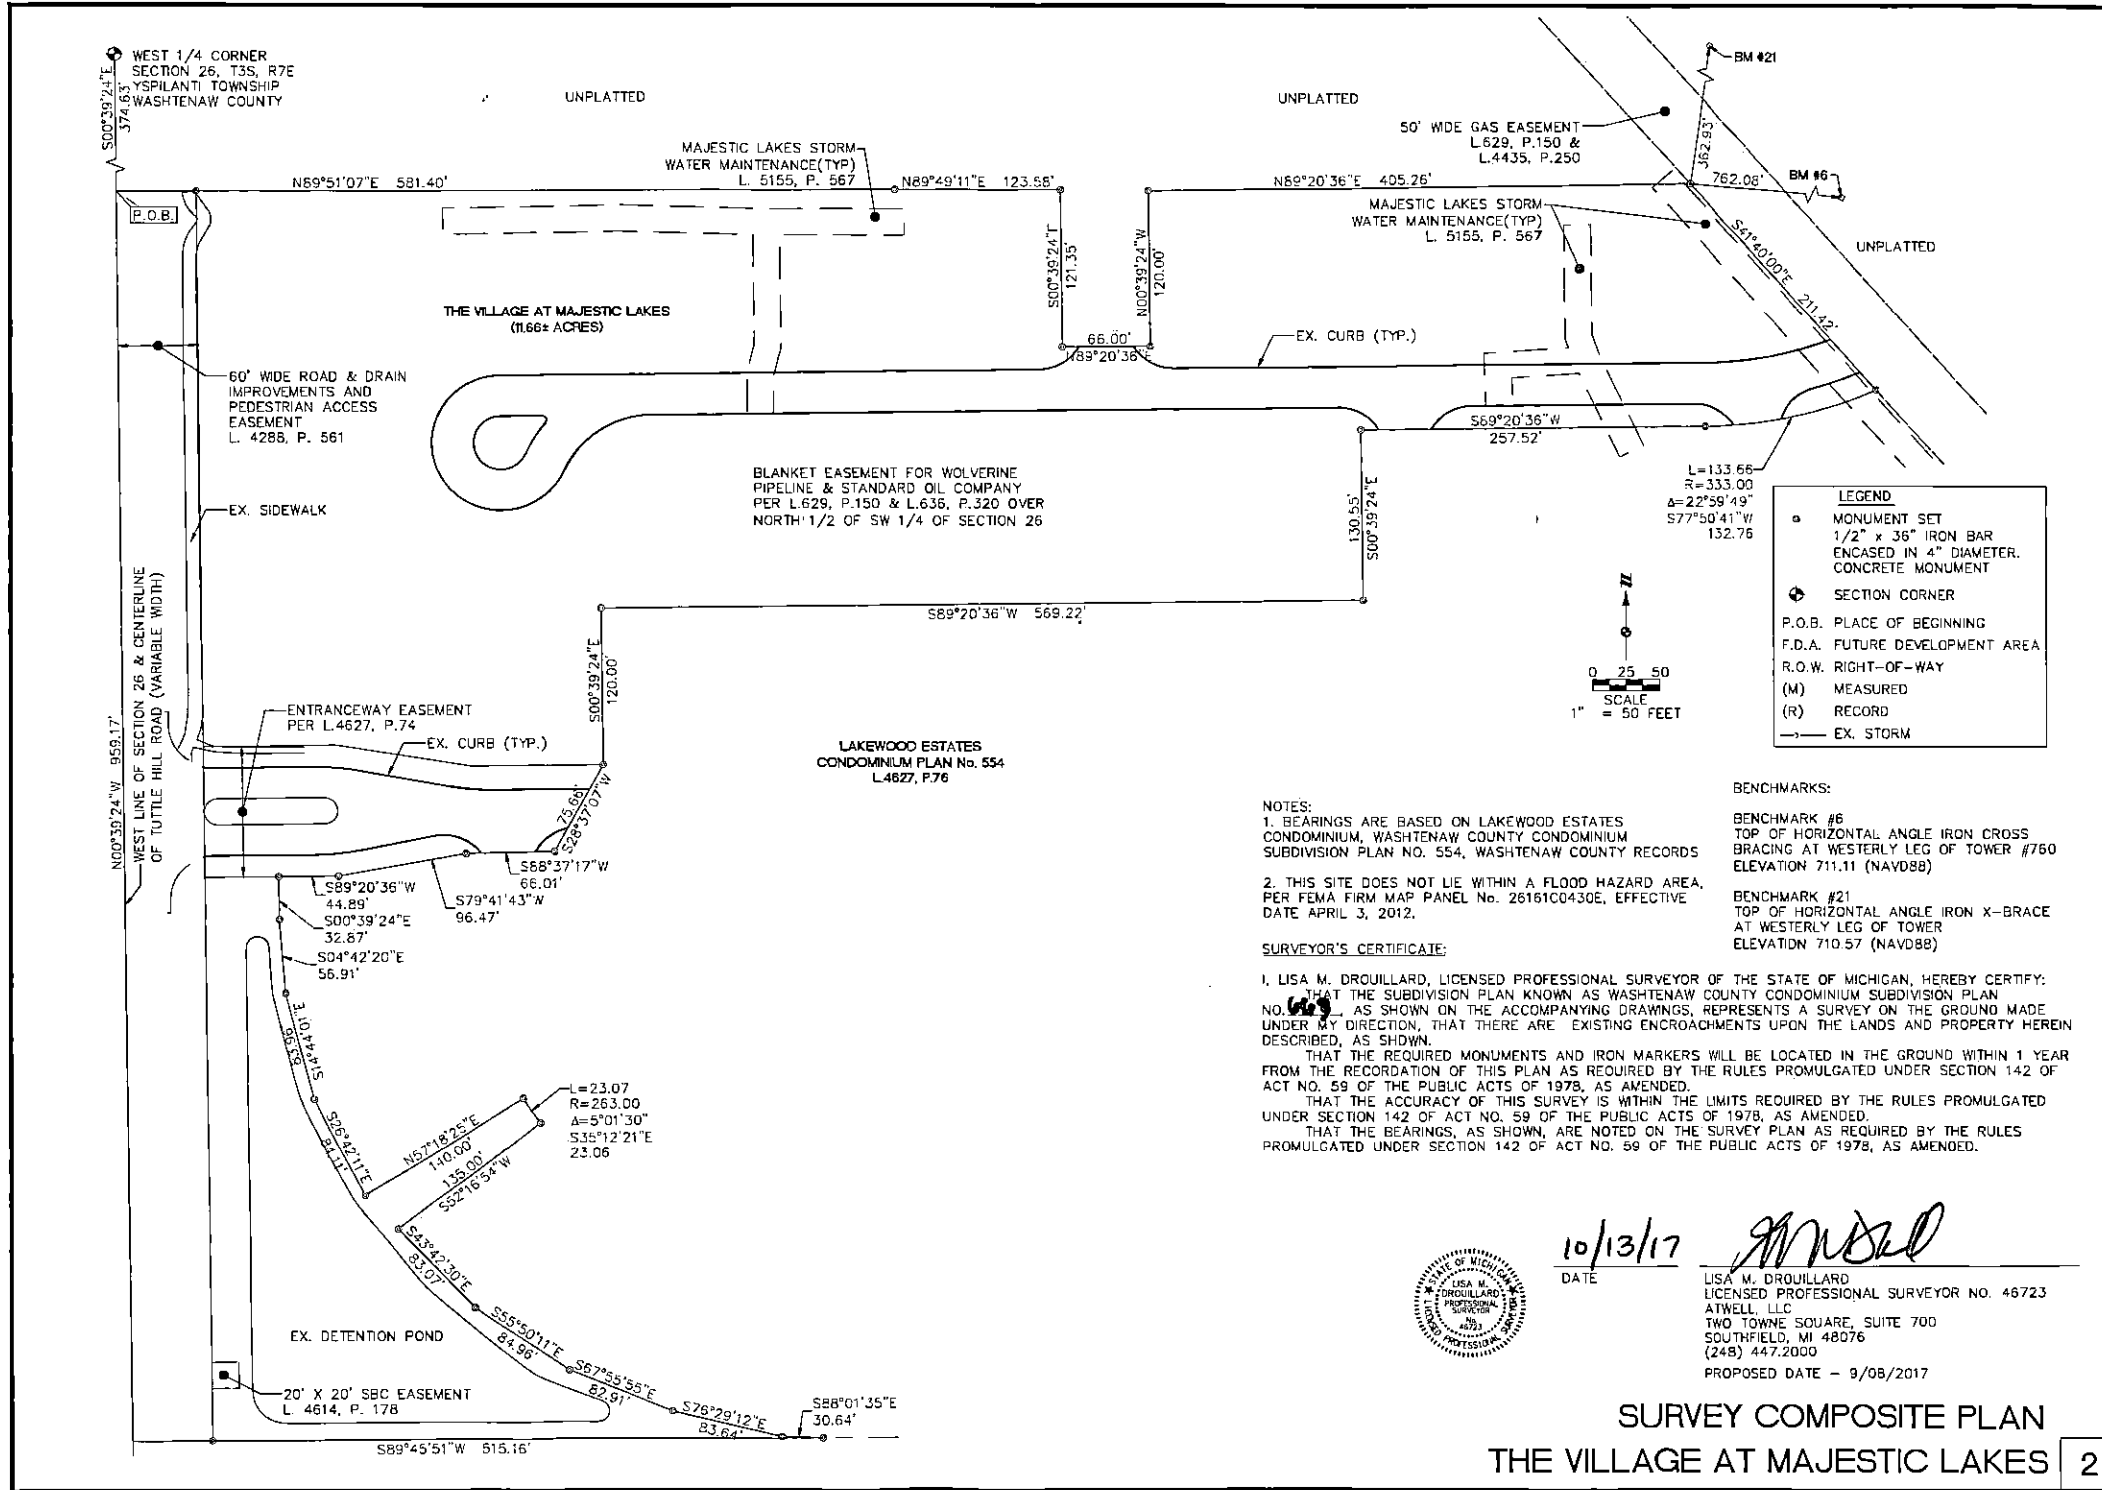 WEST 1/4 CORNER
SECTION 26, T3S, R7E
YSPILANTI TOWNSHIP
WASHTENAW COUNTY
S00°39'24"E
374.63'
P.O.B.
UNPLATTED
UNPLATTED
UNPLATTED
MAJESTIC LAKES STORM
WATER MAINTENANCE(TYP)
L. 5155, P. 567
N89°51'07"E 581.40'
N89°49'11"E 123.58'
N89°20'36"E 405.26'
50' WIDE GAS EASEMENT
L.629, P.150 &
L.4435, P.250
BM #21
362.93'
762.08'
BM #6
MAJESTIC LAKES STORM
WATER MAINTENANCE(TYP)
L. 5155, P. 567
S41°40'00"E 211.42'
S00°39'24"E
121.35'
N00°39'24"W
120.00'
66.00'
N89°20'36"E
EX. CURB (TYP.)
THE VILLAGE AT MAJESTIC LAKES
(11.66± ACRES)
60' WIDE ROAD & DRAIN
IMPROVEMENTS AND
PEDESTRIAN ACCESS
EASEMENT
L. 4288, P. 561
EX. SIDEWALK
BLANKET EASEMENT FOR WOLVERINE
PIPELINE & STANDARD OIL COMPANY
PER L.629, P.150 & L.636, P.320 OVER
NORTH 1/2 OF SW 1/4 OF SECTION 26
S89°20'36"W
257.52'
L=133.66
R=333.00
Δ=22°59'49"
S77°50'41"W
132.76
130.55'
S00°39'24"E
S89°20'36"W 569.22'
S00°39'24"E
120.00'
LEGEND
MONUMENT SET
1/2" x 36" IRON BAR
ENCASED IN 4" DIAMETER.
CONCRETE MONUMENT
SECTION CORNER
P.O.B. PLACE OF BEGINNING
F.D.A. FUTURE DEVELOPMENT AREA
R.O.W. RIGHT-OF-WAY
(M) MEASURED
(R) RECORD
EX. STORM
n
0 25 50
SCALE
1" = 50 FEET
N00°39'24"W 959.17'
WEST LINE OF SECTION 26 & CENTERLINE
OF TUTTLE HILL ROAD (VARIABLE WIDTH)
ENTRANCEWAY EASEMENT
PER L.4627, P.74
EX. CURB (TYP.)
LAKEWOOD ESTATES
CONDOMINIUM PLAN No. 554
L.4627, P.76
75.66'
S28°37'07"W
S88°37'17"W
66.01'
S79°41'43"W
96.47'
S89°20'36"W
44.89'
S00°39'24"E
32.87'
S04°42'20"E
56.91'
S14°44'01"E
83.96'
S26°42'11"E
84.11'
N57°18'25"E
140.00'
135.00'
S52°16'54"W
L=23.07
R=263.00
Δ=5°01'30"
S35°12'21"E
23.06
S43°42'30"E
83.07'
S55°50'11"E
84.96'
S67°55'55"E
82.91'
S76°29'12"E
83.64'
S88°01'35"E
30.64'
EX. DETENTION POND
20' X 20' SBC EASEMENT
L. 4614, P. 178
S89°45'51"W 515.16'
NOTES:
1. BEARINGS ARE BASED ON LAKEWOOD ESTATES
CONDOMINIUM, WASHTENAW COUNTY CONDOMINIUM
SUBDIVISION PLAN NO. 554, WASHTENAW COUNTY RECORDS
2. THIS SITE DOES NOT LIE WITHIN A FLOOD HAZARD AREA,
PER FEMA FIRM MAP PANEL No. 26161C0430E, EFFECTIVE
DATE APRIL 3, 2012.
BENCHMARKS:
BENCHMARK #6
TOP OF HORIZONTAL ANGLE IRON CROSS
BRACING AT WESTERLY LEG OF TOWER #760
ELEVATION 711.11 (NAVD88)
BENCHMARK #21
TOP OF HORIZONTAL ANGLE IRON X-BRACE
AT WESTERLY LEG OF TOWER
ELEVATION 710.57 (NAVD88)
SURVEYOR'S CERTIFICATE:
I, LISA M. DROUILLARD, LICENSED PROFESSIONAL SURVEYOR OF THE STATE OF MICHIGAN, HEREBY CERTIFY:
THAT THE SUBDIVISION PLAN KNOWN AS WASHTENAW COUNTY CONDOMINIUM SUBDIVISION PLAN
NO. AS SHOWN ON THE ACCOMPANYING DRAWINGS, REPRESENTS A SURVEY ON THE GROUND MADE
UNDER MY DIRECTION, THAT THERE ARE EXISTING ENCROACHMENTS UPON THE LANDS AND PROPERTY HEREIN
DESCRIBED, AS SHOWN.
THAT THE REQUIRED MONUMENTS AND IRON MARKERS WILL BE LOCATED IN THE GROUND WITHIN 1 YEAR
FROM THE RECORDATION OF THIS PLAN AS REQUIRED BY THE RULES PROMULGATED UNDER SECTION 142 OF
ACT NO. 59 OF THE PUBLIC ACTS OF 1978, AS AMENDED.
THAT THE ACCURACY OF THIS SURVEY IS WITHIN THE LIMITS REQUIRED BY THE RULES PROMULGATED
UNDER SECTION 142 OF ACT NO. 59 OF THE PUBLIC ACTS OF 1978, AS AMENDED.
THAT THE BEARINGS, AS SHOWN, ARE NOTED ON THE SURVEY PLAN AS REQUIRED BY THE RULES
PROMULGATED UNDER SECTION 142 OF ACT NO. 59 OF THE PUBLIC ACTS OF 1978, AS AMENDED.
STATE OF MICHIGAN
LISA M.
DROUILLARD
PROFESSIONAL
SURVEYOR
No.
46723
LICENSED PROFESSIONAL SURVEYOR
10/13/17
DATE
LISA M. DROUILLARD
LICENSED PROFESSIONAL SURVEYOR NO. 46723
ATWELL, LLC
TWO TOWNE SQUARE, SUITE 700
SOUTHFIELD, MI 48076
(248) 447.2000
PROPOSED DATE - 9/08/2017
SURVEY COMPOSITE PLAN
THE VILLAGE AT MAJESTIC LAKES
2